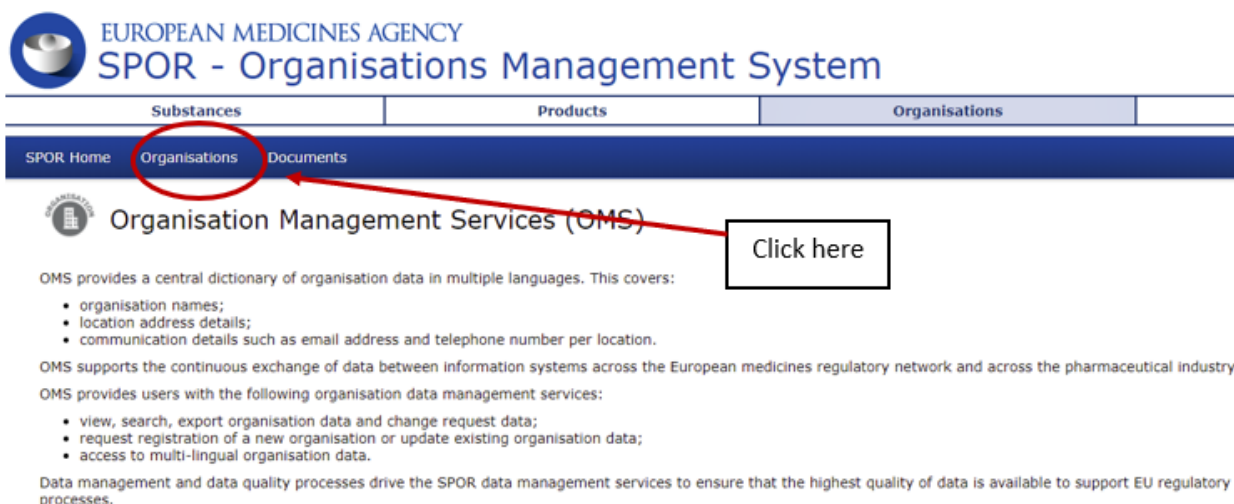 EUROPEAN MEDICINES AGENCY
SPOR - Organisations Management System
Substances Products Organisations
SPOR Home Organisations Documents
ORGANISATION
Organisation Management Services (OMS)
Click here
OMS provides a central dictionary of organisation data in multiple languages. This covers:
• organisation names;
• location address details;
• communication details such as email address and telephone number per location.
OMS supports the continuous exchange of data between information systems across the European medicines regulatory network and across the pharmaceutical industry
OMS provides users with the following organisation data management services:
• view, search, export organisation data and change request data;
• request registration of a new organisation or update existing organisation data;
• access to multi-lingual organisation data.
Data management and data quality processes drive the SPOR data management services to ensure that the highest quality of data is available to support EU regulatory
processes.